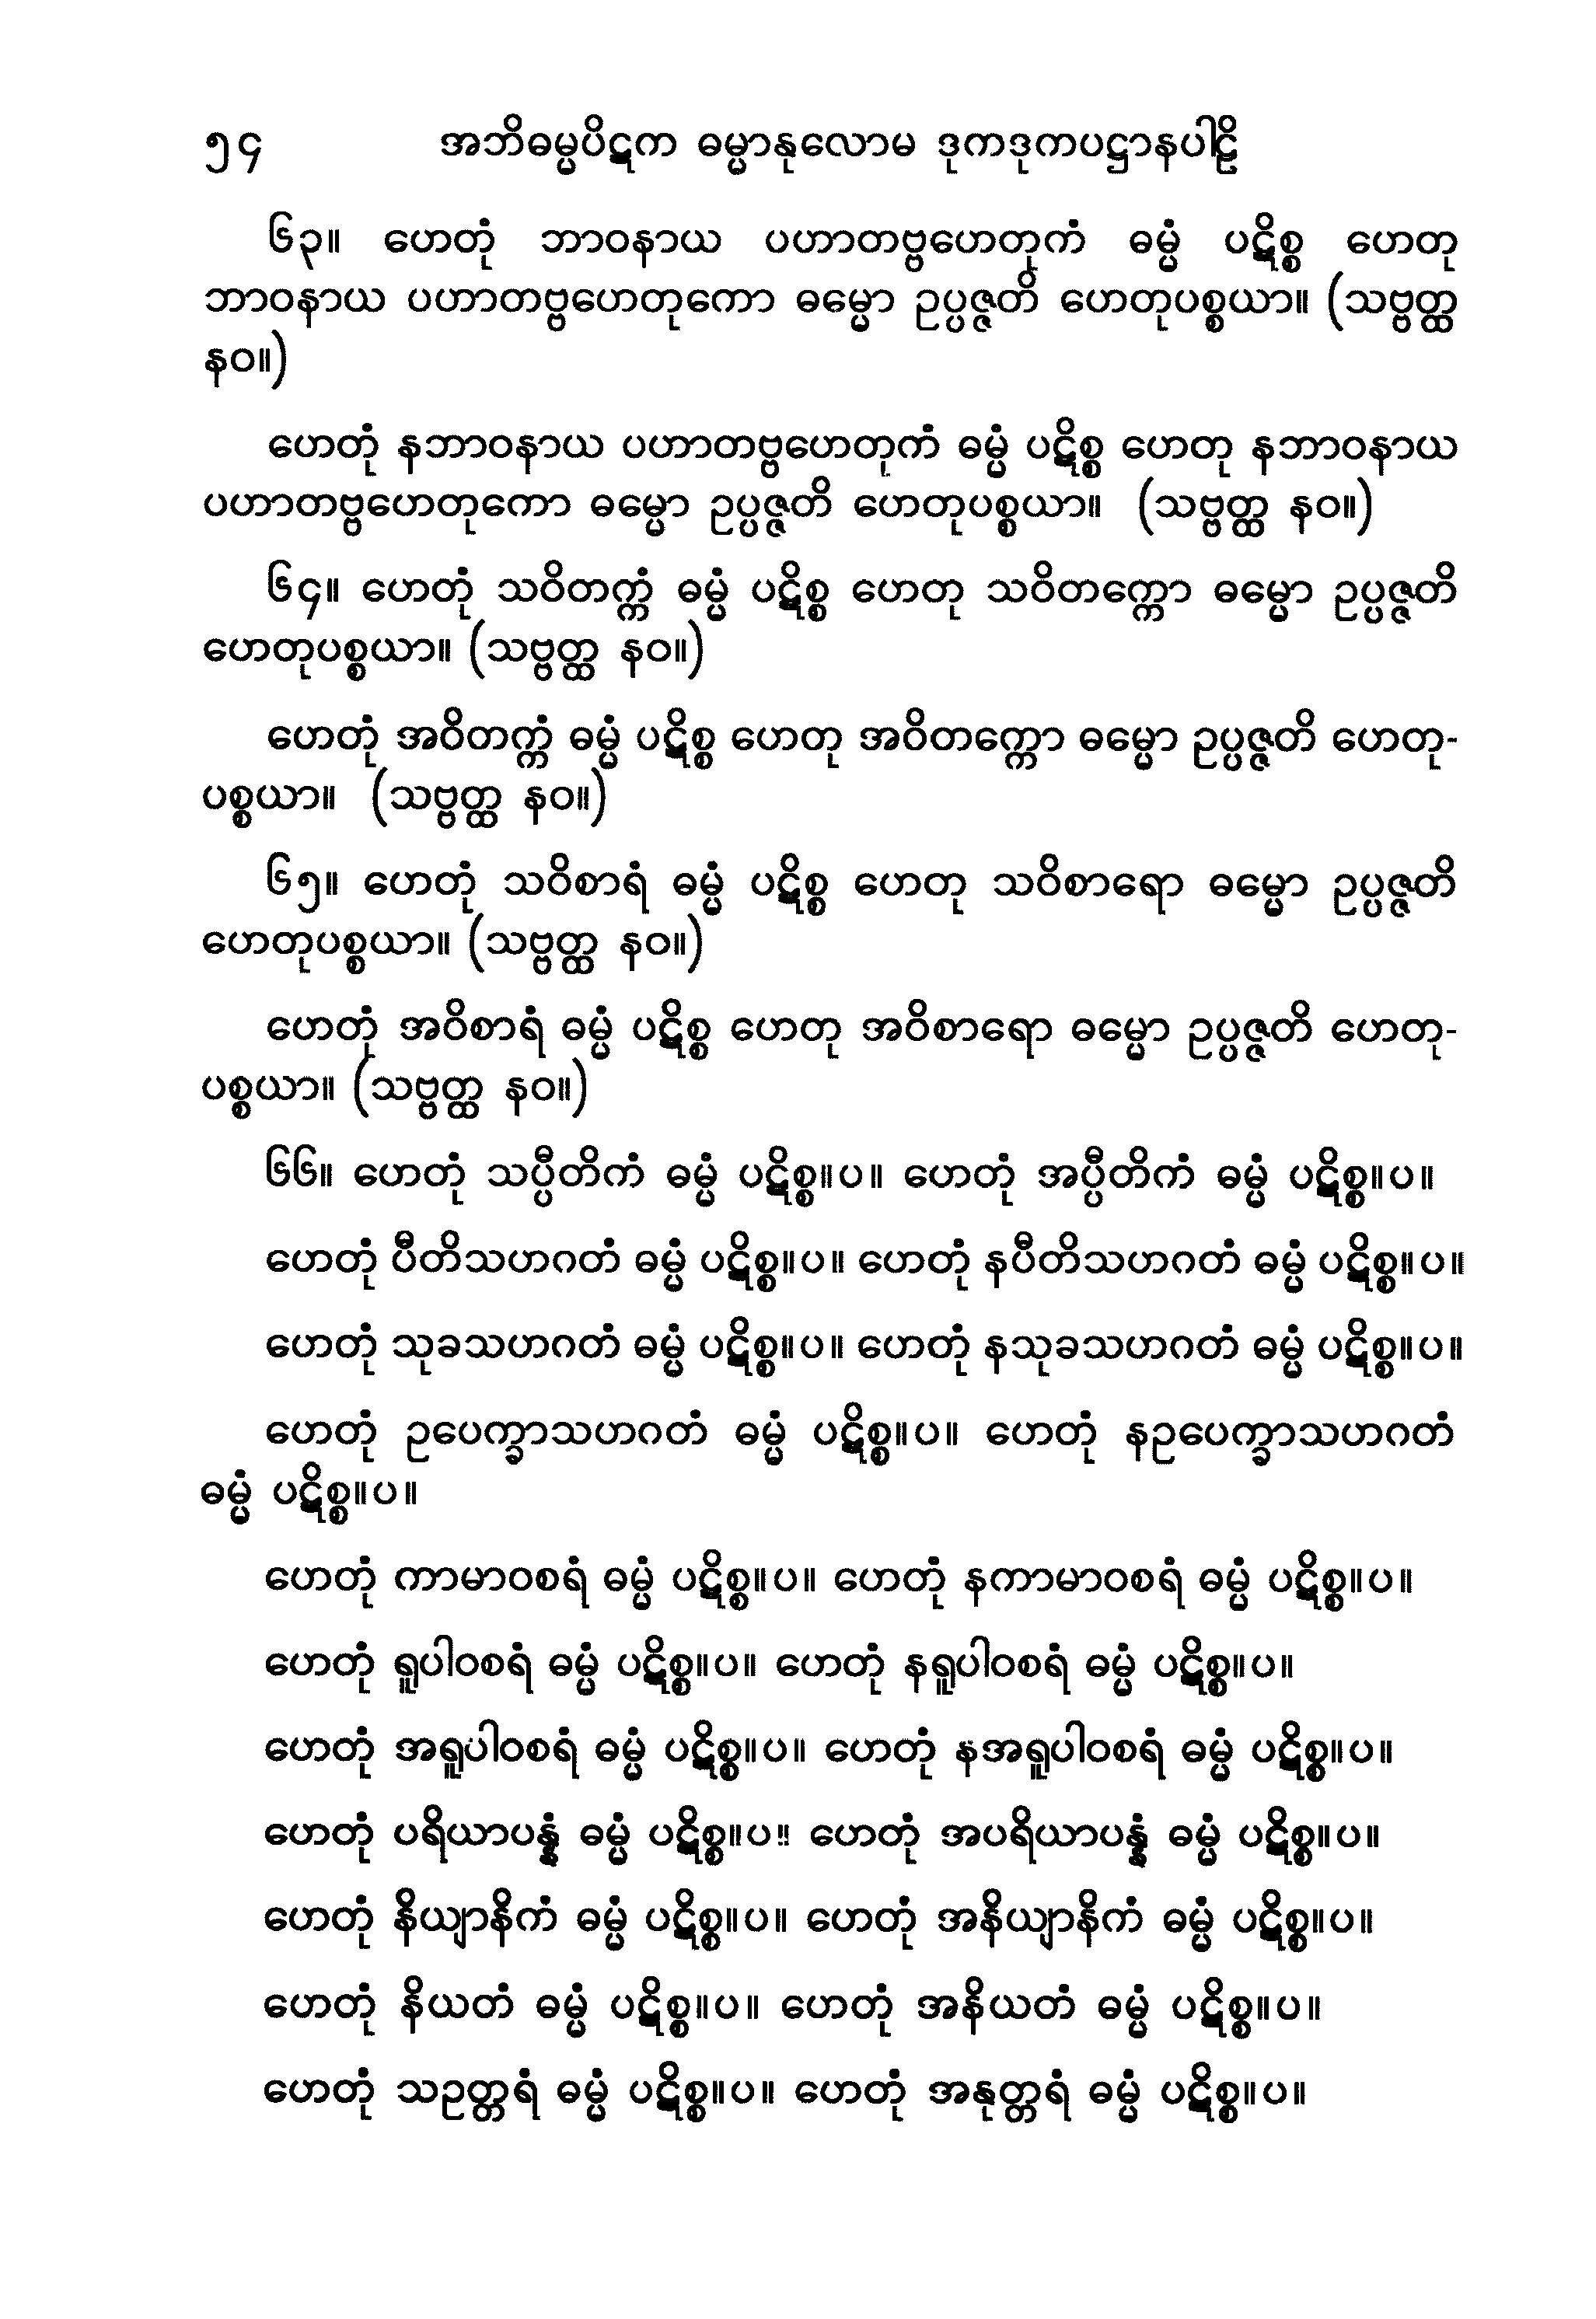 ၅၄ အဘိဓမ္မပိဋက ဓမ္မာနုလောမ ဒုကဒုကပဋ္ဌာနပါဠိ
၆၃။ ဟေတုံ ဘာဝနာယ ပဟာတဗ္ဗဟေတုကံ ဓမ္မံ ပဋိစ္စ ဟေတု
ဘာဝနာယ ပဟာတဗ္ဗဟေတုကော ဓမ္မော ဥပ္ပဇ္ဇတိ ဟေတုပစ္စယာ။ (သဗ္ဗတ္ထ
နဝ။)
ဟေတုံ နဘာဝနာယ ပဟာတဗ္ဗဟေတုကံ ဓမ္မံ ပဋိစ္စ ဟေတု နဘာဝနာယ
ပဟာတဗ္ဗဟေတုကော ဓမ္မော ဥပ္ပဇ္ဇတိ ဟေတုပစ္စယာ။ (သဗ္ဗတ္ထ နဝ။)
၆၄။ ဟေတုံ သဝိတက္ကံ ဓမ္မံ ပဋိစ္စ ဟေတု သဝိတက္ကော ဓမ္မော ဥပ္ပဇ္ဇတိ
ဟေတုပစ္စယာ။ (သဗ္ဗတ္ထ နဝ။)
ဟေတုံ အဝိတက္ကံ ဓမ္မံ ပဋိစ္စ ဟေတု အဝိတက္ကော ဓမ္မော ဥပ္ပဇ္ဇတိ ဟေတု-
ပစ္စယာ။ (သဗ္ဗတ္ထ နဝ။)
၆၅။ ဟေတုံ သဝိစာရံ ဓမ္မံ ပဋိစ္စ ဟေတု သဝိစာရော ဓမ္မော ဥပ္ပဇ္ဇတိ
ဟေတုပစ္စယာ။ (သဗ္ဗတ္ထ နဝ။)
ဟေတုံ အဝိစာရံ ဓမ္မံ ပဋိစ္စ ဟေတု အဝိစာရော ဓမ္မော ဥပ္ပဇ္ဇတိ ဟေတု-
ပစ္စယာ။ (သဗ္ဗတ္ထ နဝ။)
၆၆။ ဟေတုံ သပ္ပီတိကံ ဓမ္မံ ပဋိစ္စ။ပ။ ဟေတုံ အပ္ပီတိကံ ဓမ္မံ ပဋိစ္စ။ပ။
ဟေတုံ ပီတိသဟဂတံ ဓမ္မံ ပဋိစ္စ။ပ။ ဟေတုံ နပီတိသဟဂတံ ဓမ္မံ ပဋိစ္စ။ပ။
ဟေတုံ သုခသဟဂတံ ဓမ္မံ ပဋိစ္စ။ပ။ ဟေတုံ နသုခသဟဂတံ ဓမ္မံ ပဋိစ္စ။ပ။
ဟေတုံ ဥပေက္ခာသဟဂတံ ဓမ္မံ ပဋိစ္စ။ပ။ ဟေတုံ နဥပေက္ခာသဟဂတံ
ဓမ္မံ ပဋိစ္စ။ပ။
ဟေတုံ ကာမာဝစရံ ဓမ္မံ ပဋိစ္စ။ပ။ ဟေတုံ နကာမာဝစရံ ဓမ္မံ ပဋိစ္စ။ပ။
ဟေတုံ ရူပါဝစရံ ဓမ္မံ ပဋိစ္စ။ပ။ ဟေတုံ နရူပါဝစရံ ဓမ္မံ ပဋိစ္စ။ပ။
ဟေတုံ အရူပါဝစရံ ဓမ္မံ ပဋိစ္စ။ပ။ ဟေတုံ နအရူပါဝစရံ ဓမ္မံ ပဋိစ္စ။ပ။
ဟေတုံ ပရိယာပန္နံ ဓမ္မံ ပဋိစ္စ။ပ။ ဟေတုံ အပရိယာပန္နံ ဓမ္မံ ပဋိစ္စ။ပ။
ဟေတုံ နိယျာနိကံ ဓမ္မံ ပဋိစ္စ။ပ။ ဟေတုံ အနိယျာနိကံ ဓမ္မံ ပဋိစ္စ။ပ။
ဟေတုံ နိယတံ ဓမ္မံ ပဋိစ္စ။ပ။ ဟေတုံ အနိယတံ ဓမ္မံ ပဋိစ္စ။ပ။
ဟေတုံ သဥတ္တရံ ဓမ္မံ ပဋိစ္စ။ပ။ ဟေတုံ အနုတ္တရံ ဓမ္မံ ပဋိစ္စ။ပ။